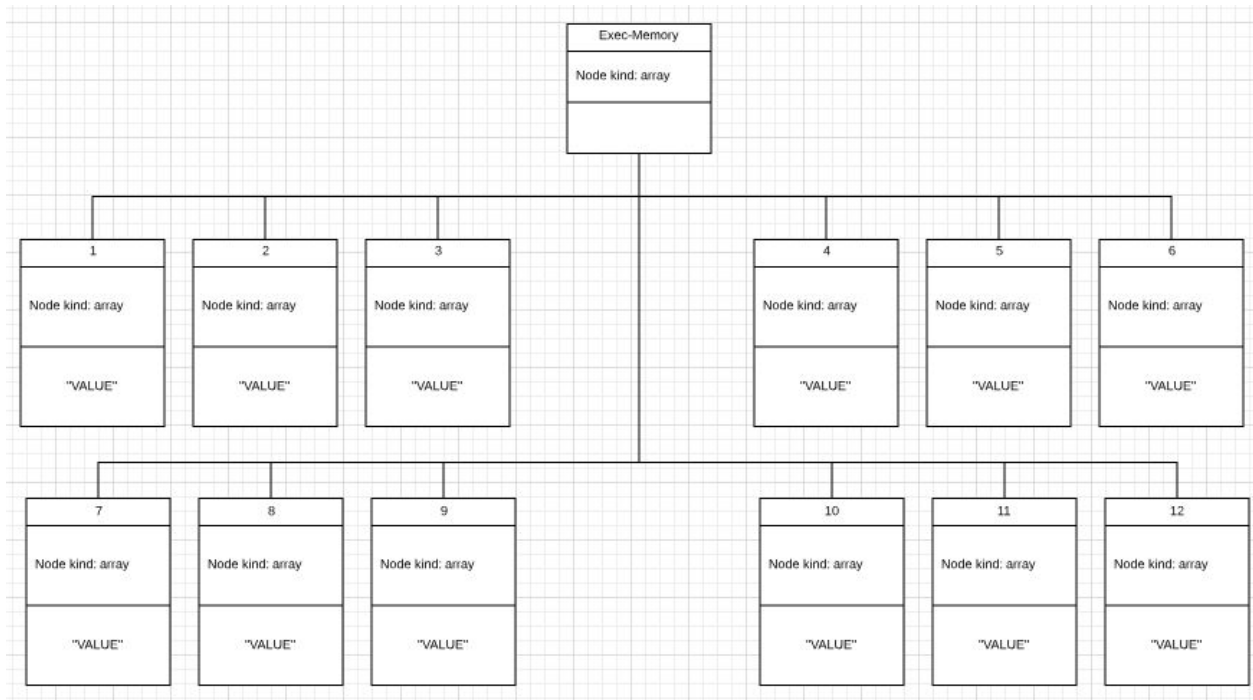 Exec-Memory
Node kind: array
1
2
3
4
5
6
Node kind: array
Node kind: array
Node kind: array
Node kind: array
Node kind: array
Node kind: array
"VALUE"
"VALUE"
"VALUE"
"VALUE"
"VALUE"
"VALUE"
7
8
9
10
11
12
Node kind: array
Node kind: array
Node kind: array
Node kind: array
Node kind: array
Node kind: array
"VALUE"
"VALUE"
"VALUE"
"VALUE"
"VALUE"
"VALUE"